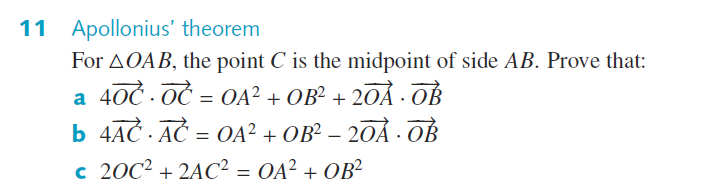 11 Apollonius’ theorem
For △OAB, the point C is the midpoint of side AB. Prove that:
a 4OC⃗ · OC⃗ = OA² + OB² + 2OA⃗ · OB⃗
b 4AC⃗ · AC⃗ = OA² + OB² – 2OA⃗ · OB⃗
c 2OC² + 2AC² = OA² + OB²